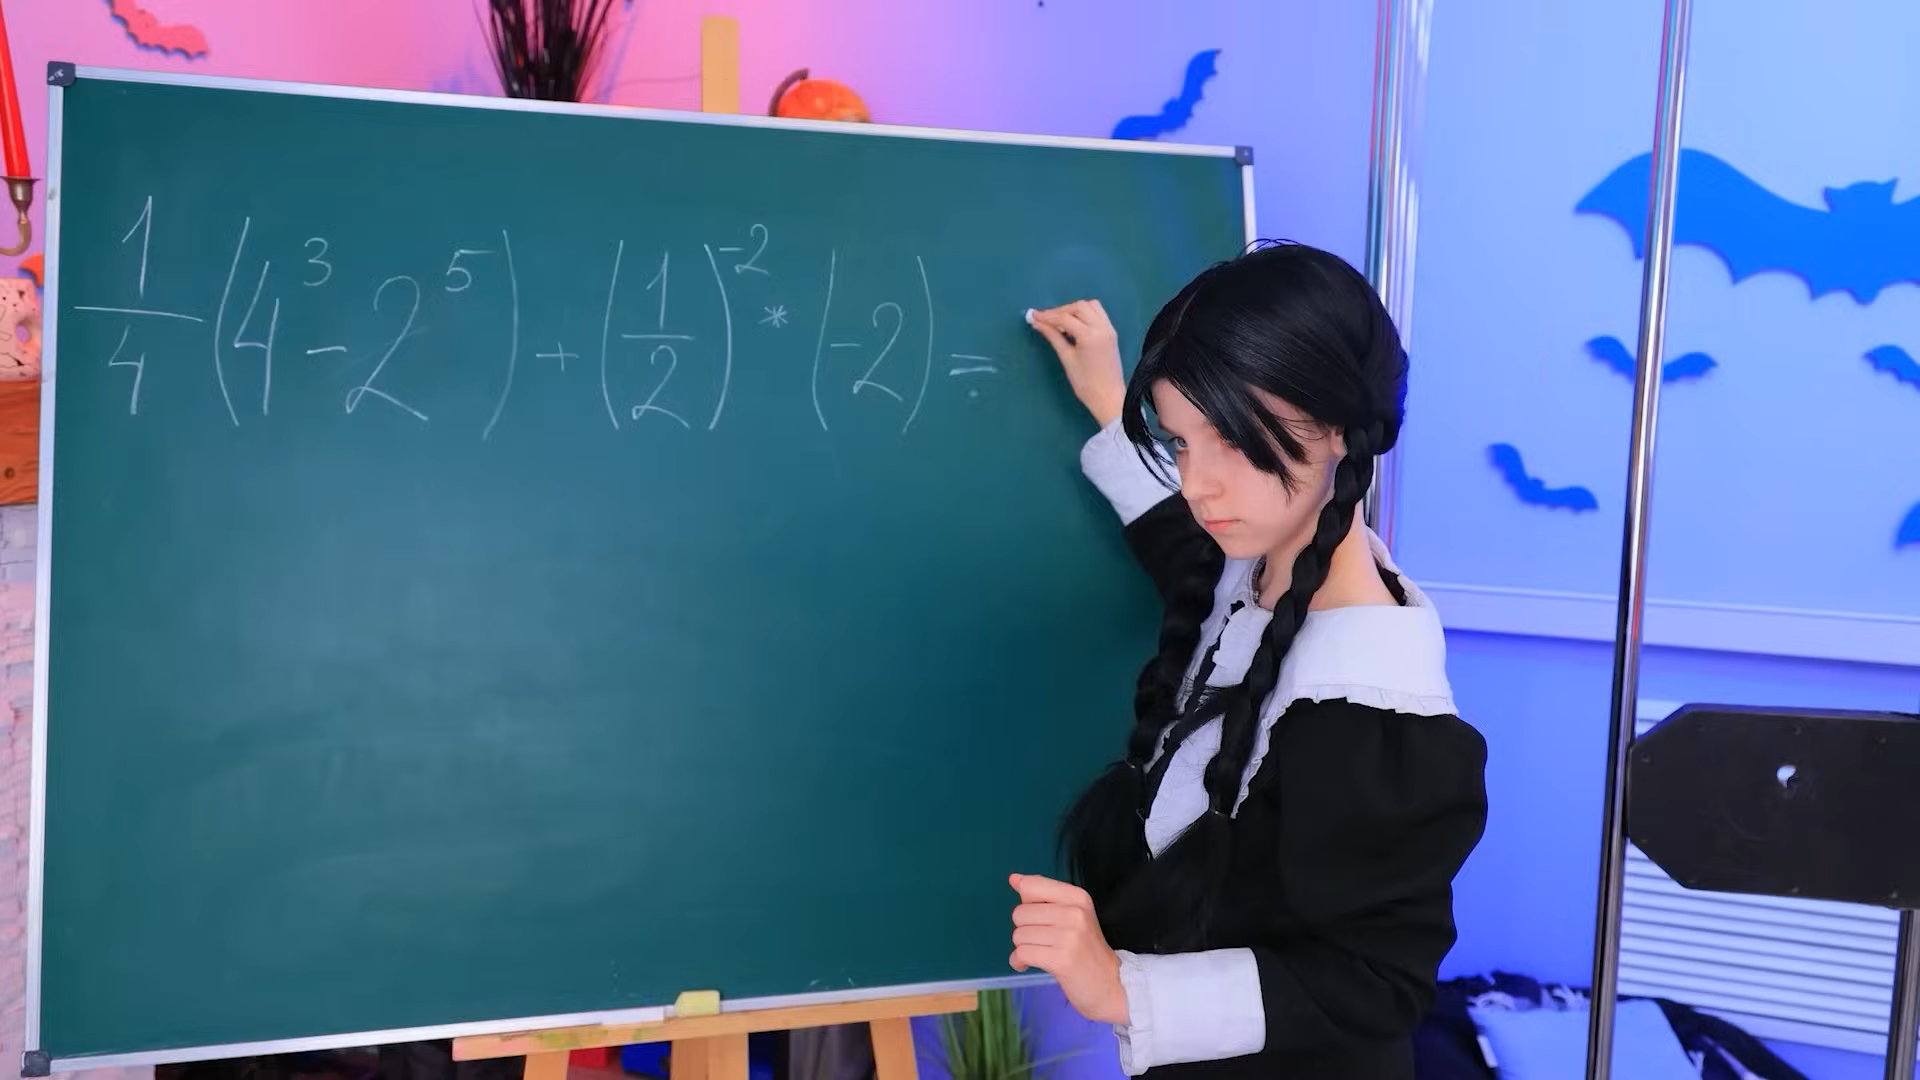 1/4 (4³ - 2⁵) + (1/2)⁻² * (-2) =